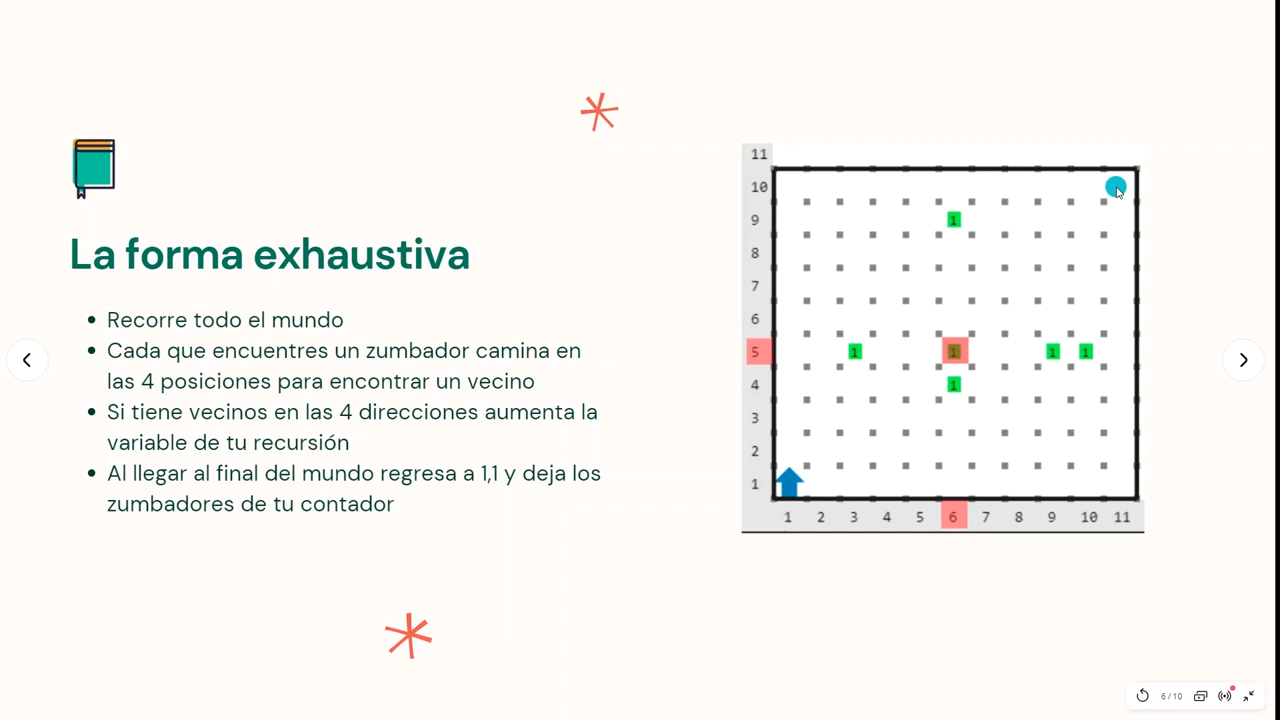 La forma exhaustiva
• Recorre todo el mundo
• Cada que encuentres un zumbador camina en
las 4 posiciones para encontrar un vecino
• Si tiene vecinos en las 4 direcciones aumenta la
variable de tu recursión
• Al llegar al final del mundo regresa a 1,1 y deja los
zumbadores de tu contador
11
10
9 1
8
7
6
5 1 1 1 1
4 1
3
2
1
1 2 3 4 5 6 7 8 9 10 11
6 / 10